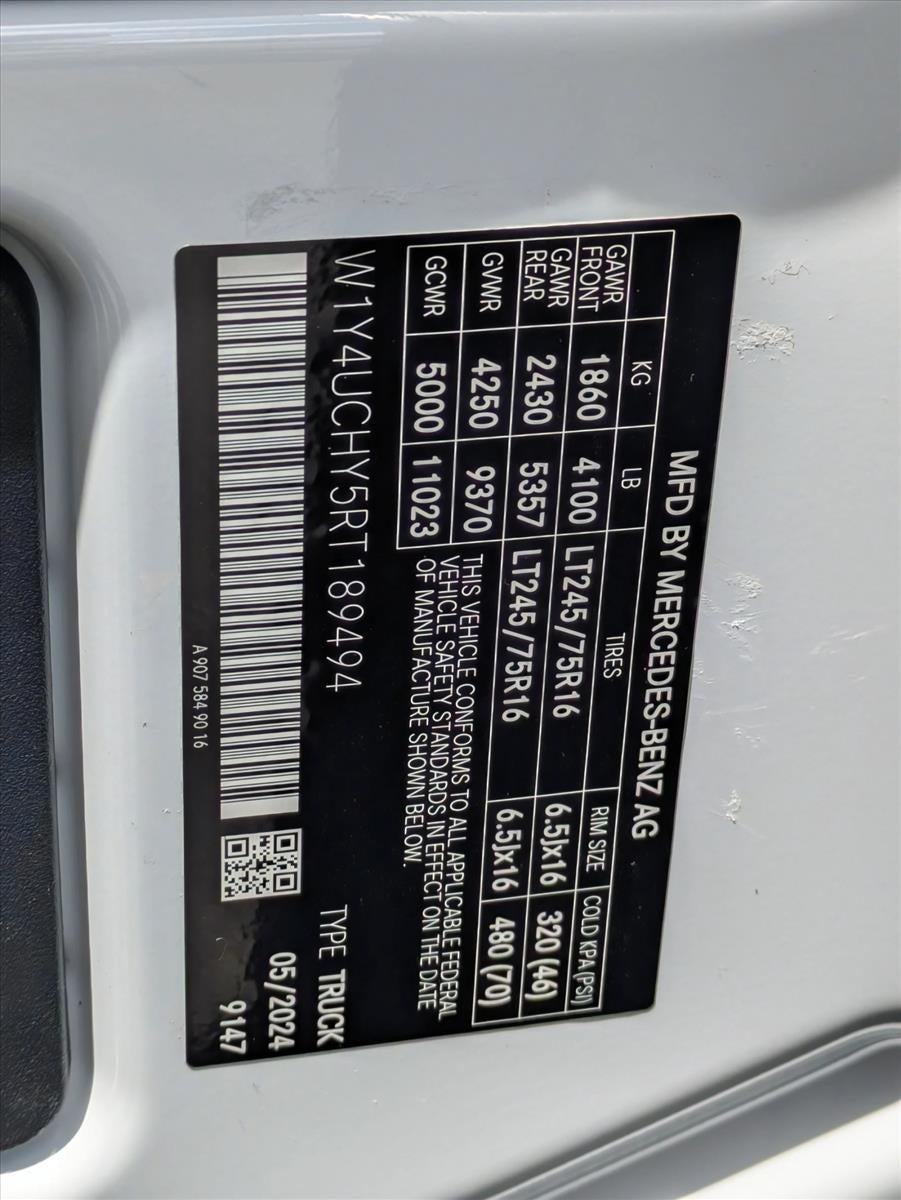 MFD BY MERCEDES-BENZ AG
KG LB TIRES RIM SIZE COLD KPA (PSI)
GAWR FRONT 1860 4100 LT245/75R16 6.5Jx16 320 (46)
GAWR REAR 2430 5357 LT245/75R16 6.5Jx16 480 (70)
GVWR 4250 9370
GCWR 5000 11023
THIS VEHICLE CONFORMS TO ALL APPLICABLE FEDERAL
VEHICLE SAFETY STANDARDS IN EFFECT ON THE DATE
OF MANUFACTURE SHOWN BELOW.
W1Y4UCHY5RT189494 TYPE TRUCK
05/2024
9147
A 907 584 90 16